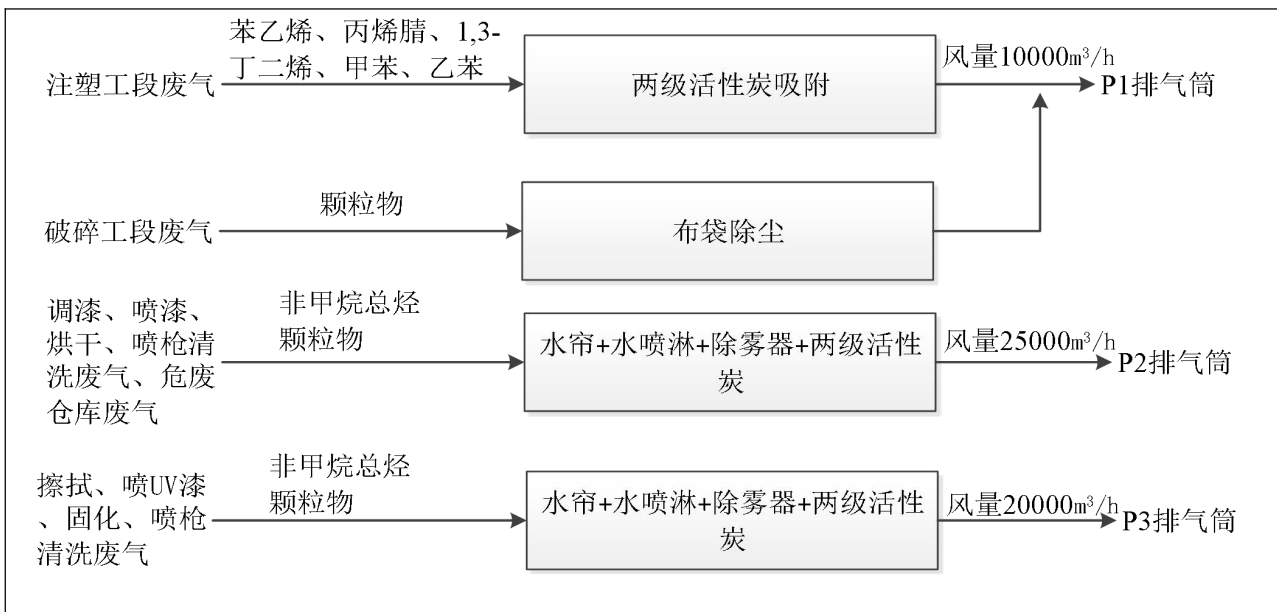 苯乙烯、丙烯腈、1,3-
丁二烯、甲苯、乙苯
注塑工段废气
两级活性炭吸附
风量10000m³/h
P1排气筒
颗粒物
破碎工段废气
布袋除尘
调漆、喷漆、
烘干、喷枪清
洗废气、危废
仓库废气
非甲烷总烃
颗粒物
水帘+水喷淋+除雾器+两级活性
炭
风量25000m³/h
P2排气筒
擦拭、喷UV漆
、固化、喷枪
清洗废气
非甲烷总烃
颗粒物
水帘+水喷淋+除雾器+两级活性
炭
风量20000m³/h
P3排气筒